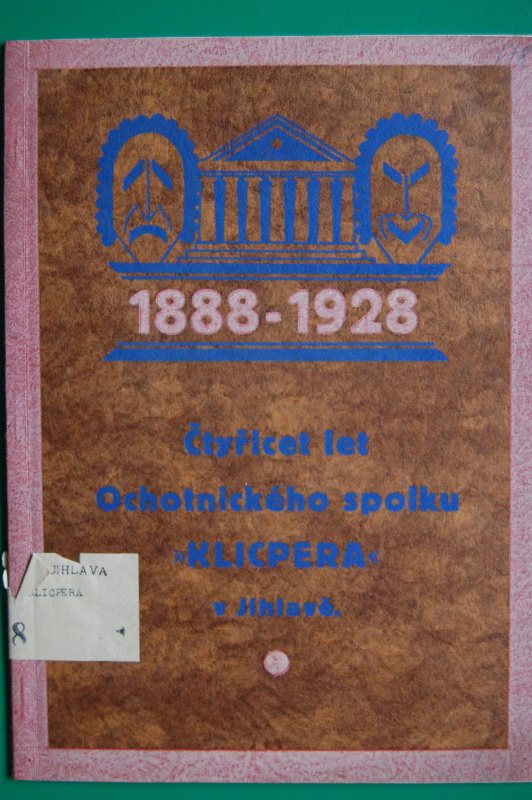 1888-1928
Čtyřicet let
Ochotnického spolku
»KLICPERA«
v Jihlavě.
JIHLAVA
KLICPERA
8